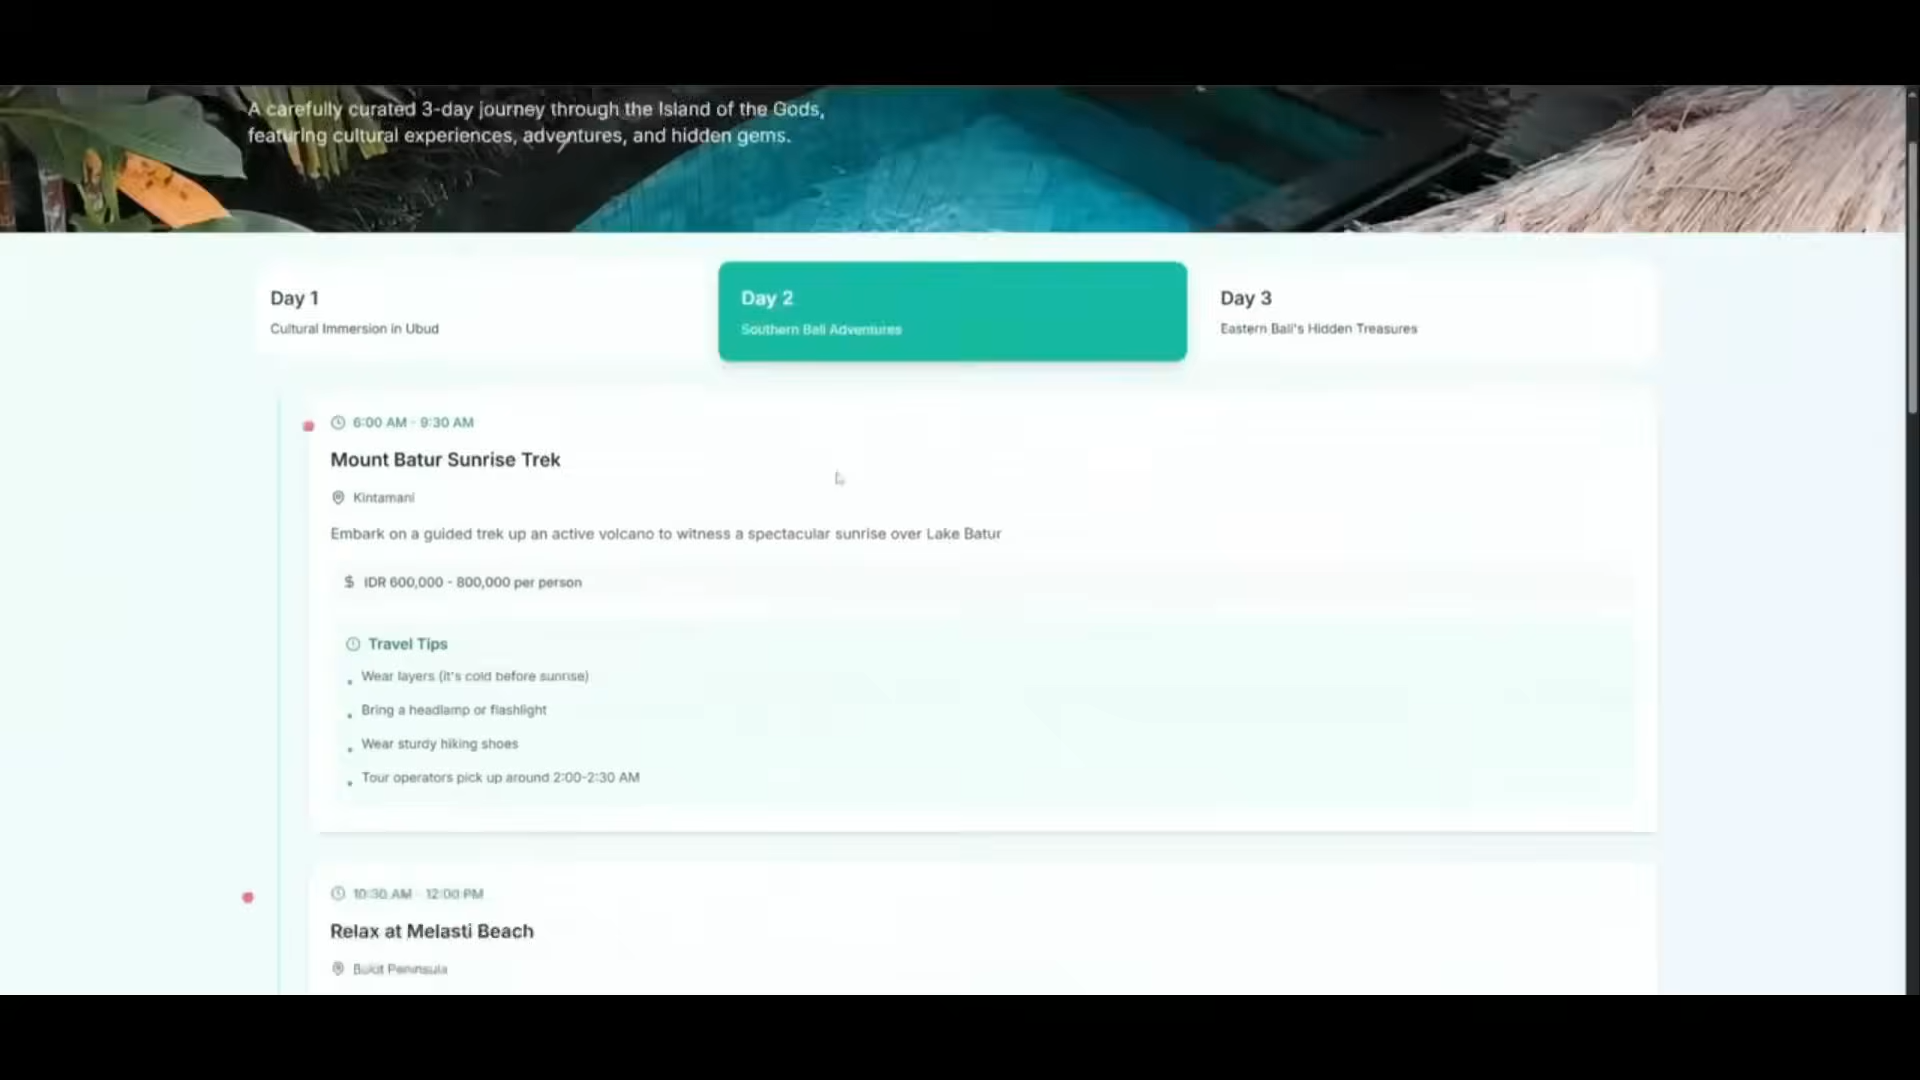 A carefully curated 3-day journey through the Island of the Gods,
featuring cultural experiences, adventures, and hidden gems.
Day 1
Cultural Immersion in Ubud
Day 2
Southern Bali Adventures
Day 3
Eastern Bali's Hidden Treasures
6:00 AM - 9:30 AM
Mount Batur Sunrise Trek
Kintamani
Embark on a guided trek up an active volcano to witness a spectacular sunrise over Lake Batur
$ IDR 600,000 - 800,000 per person
Travel Tips
Wear layers (it's cold before sunrise)
Bring a headlamp or flashlight
Wear sturdy hiking shoes
Tour operators pick up around 2:00-2:30 AM
10:30 AM - 12:00 PM
Relax at Melasti Beach
Bukit Peninsula